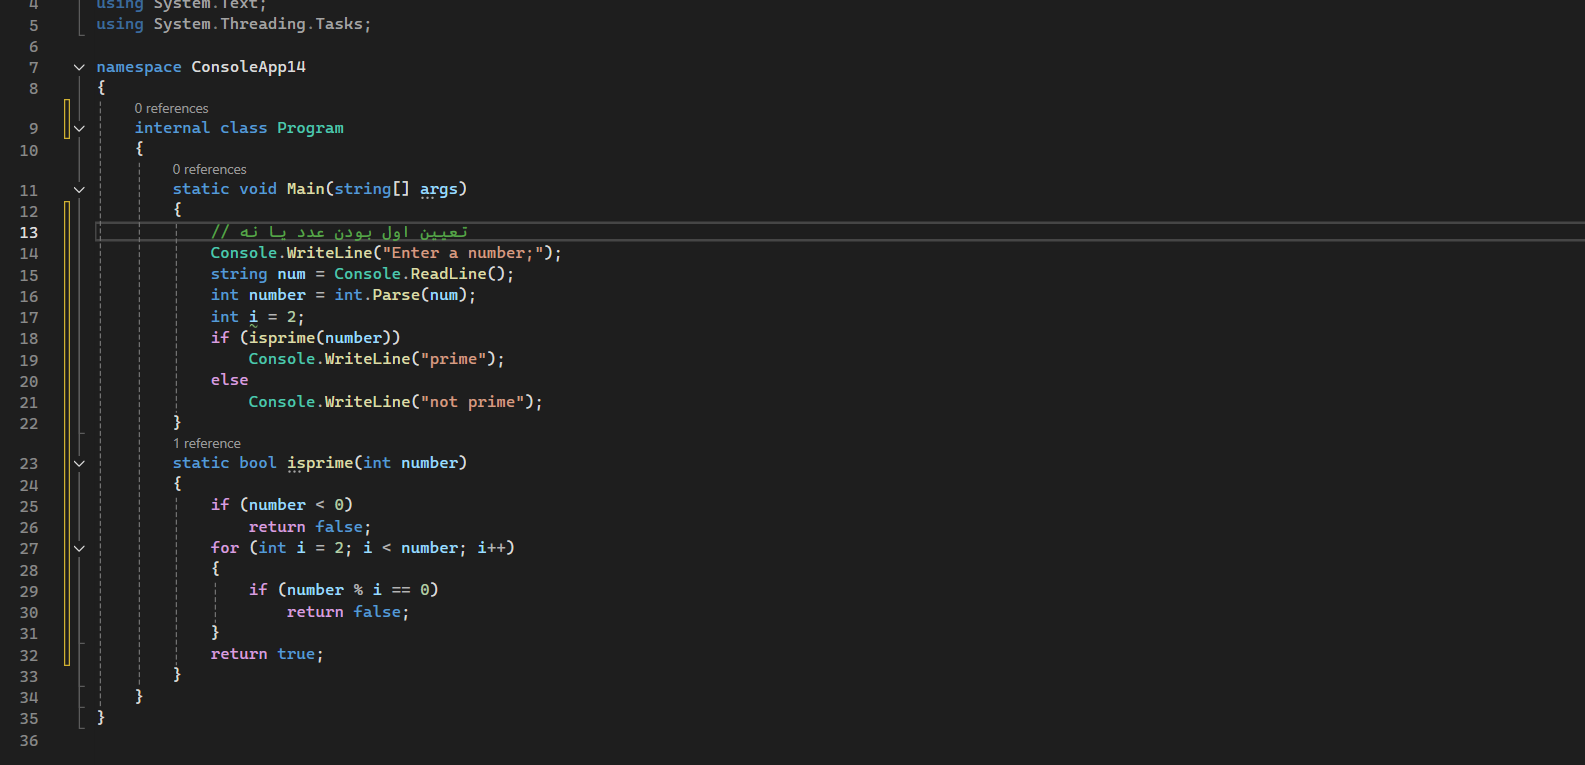 4 using System.Text;
5 using System.Threading.Tasks;
6
7 namespace ConsoleApp14
8 {
0 references
9 internal class Program
10 {
0 references
11 static void Main(string[] args)
12 {
13 // تعیین اول بودن عدد یا نه
14 Console.WriteLine("Enter a number;");
15 string num = Console.ReadLine();
16 int number = int.Parse(num);
17 int i = 2;
18 if (isprime(number))
19 Console.WriteLine("prime");
20 else
21 Console.WriteLine("not prime");
22 }
1 reference
23 static bool isprime(int number)
24 {
25 if (number < 0)
26 return false;
27 for (int i = 2; i < number; i++)
28 {
29 if (number % i == 0)
30 return false;
31 }
32 return true;
33 }
34 }
35 }
36